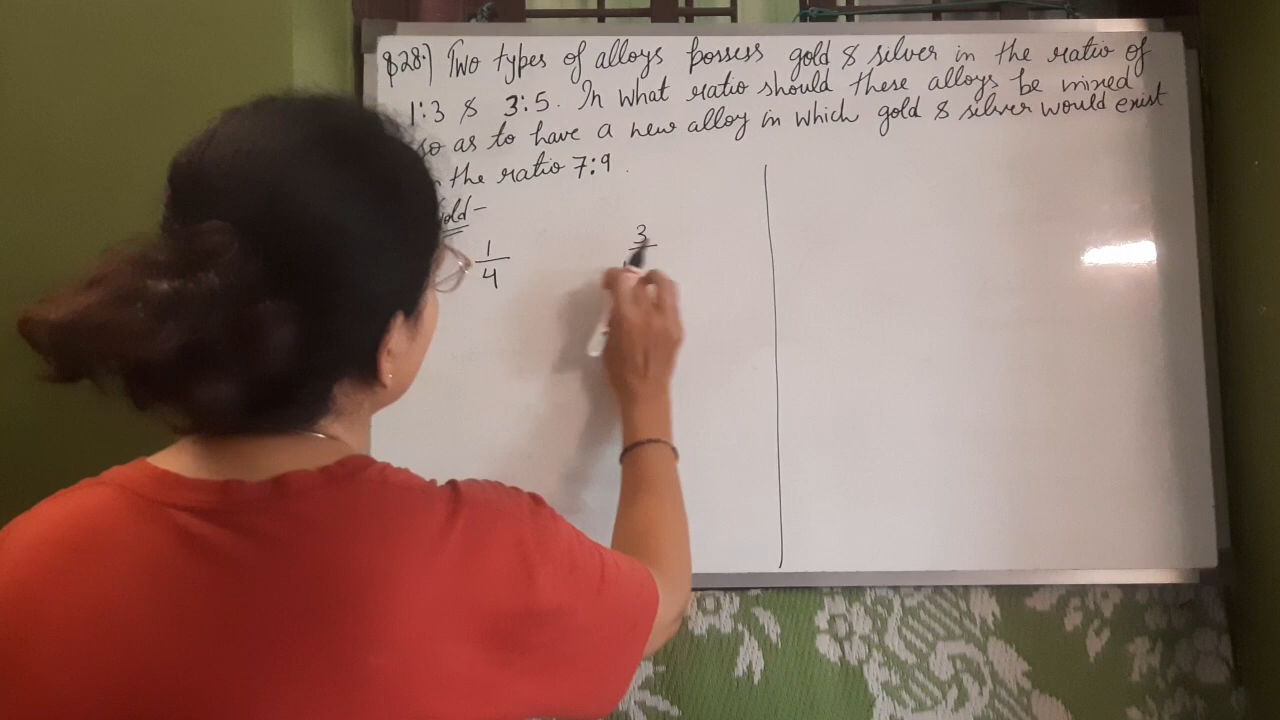 Q28.) Two types of alloys possess gold & silver in the ratio of
1:3 & 3:5. In what ratio should these alloys be mixed
so as to have a new alloy in which gold & silver would exist
the ratio 7:9.
old -
1/4 3